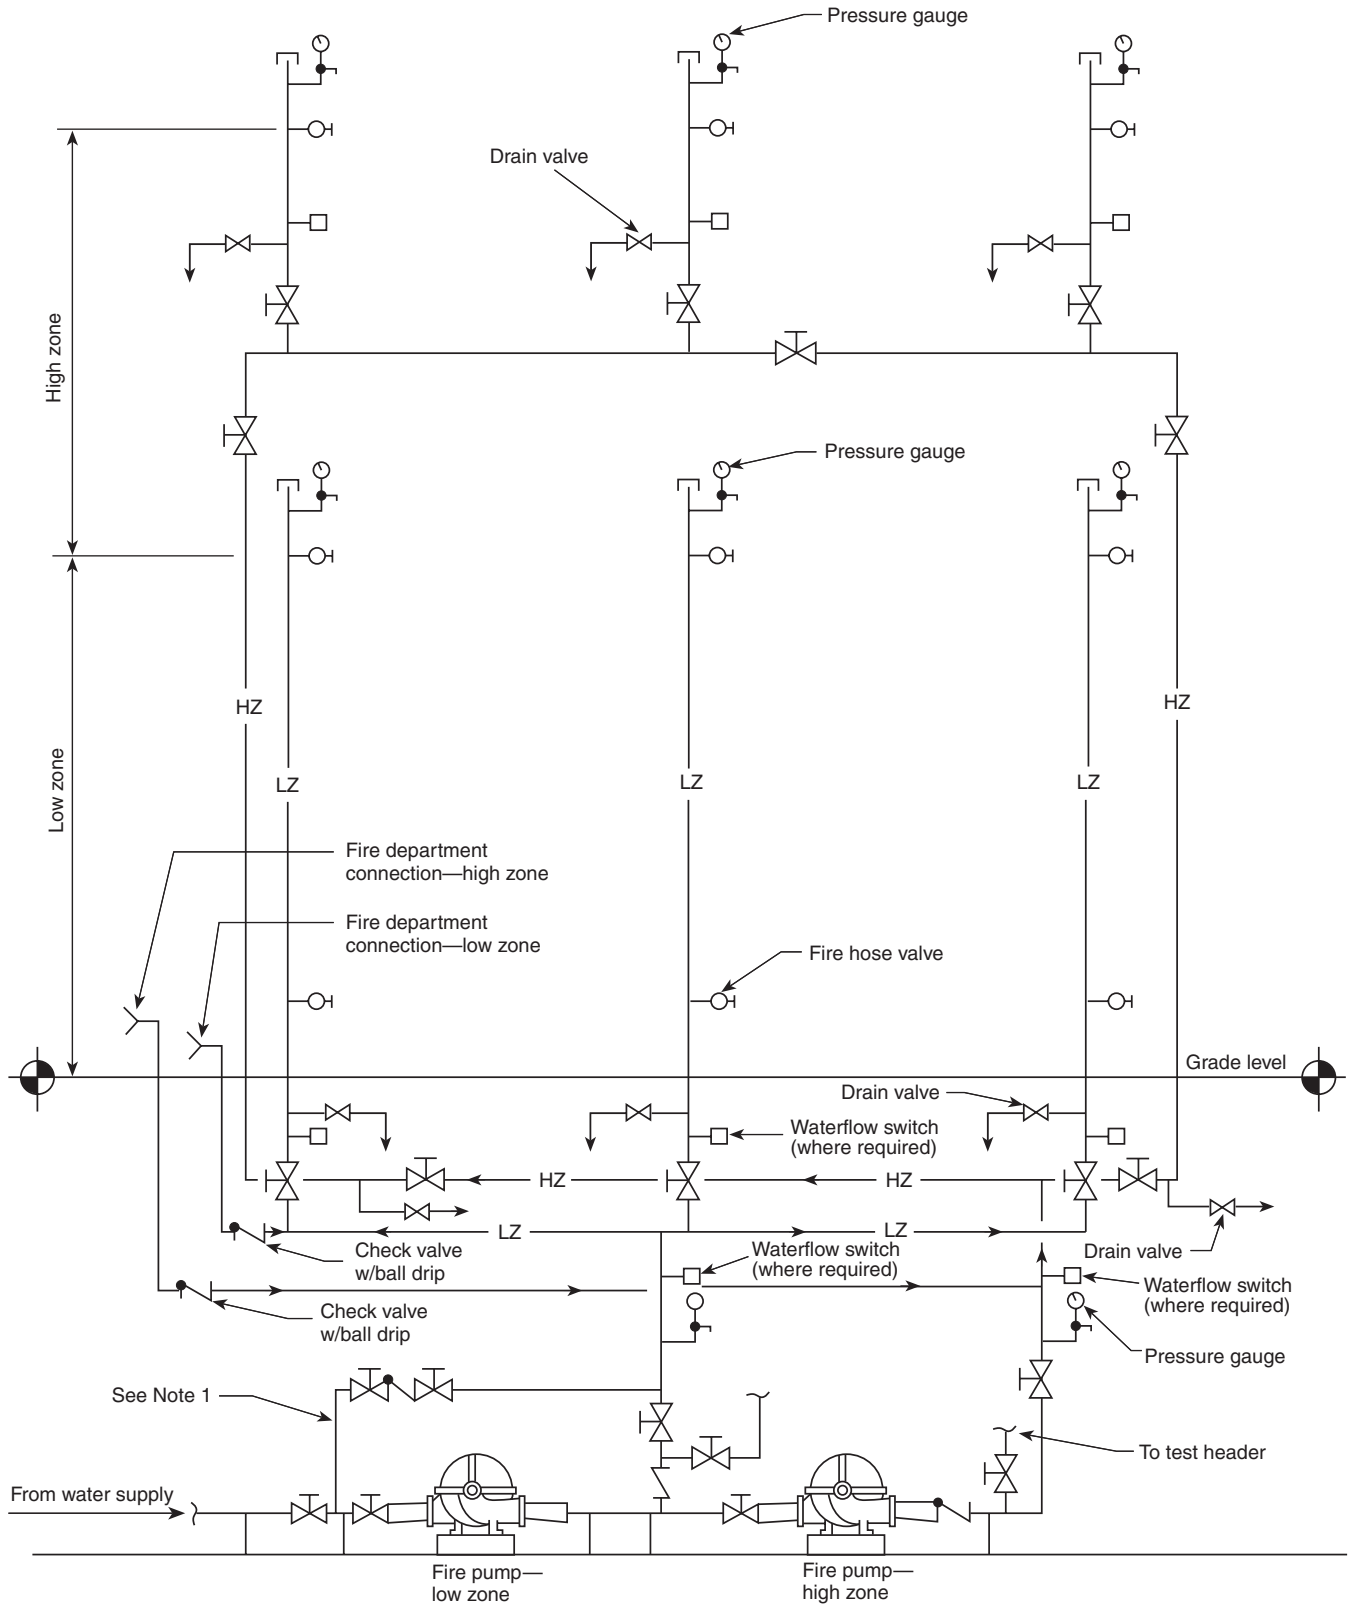 Pressure gauge
Drain valve
High zone
Pressure gauge
HZ
HZ
LZ
LZ
LZ
Low zone
Fire department
connection—high zone
Fire department
connection—low zone
Fire hose valve
Grade level
Drain valve
Waterflow switch
(where required)
HZ
HZ
LZ
LZ
Check valve
w/ball drip
Waterflow switch
(where required)
Drain valve
Waterflow switch
(where required)
Check valve
w/ball drip
Pressure gauge
See Note 1
To test header
From water supply
Fire pump—
low zone
Fire pump—
high zone